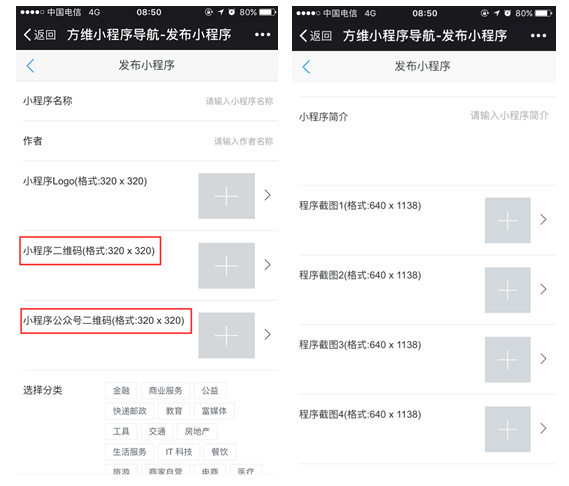 中国电信 4G 08:50 80%
返回 方维小程序导航-发布小程序
发布小程序
小程序名称 请输入小程序名称
作者 请输入作者名称
小程序Logo(格式:320 x 320)
小程序二维码(格式:320 x 320)
小程序公众号二维码(格式:320 x 320)
选择分类 金融 商业服务 公益
快递邮政 教育 富媒体
工具 交通 房地产
生活服务 IT 科技 餐饮
旅游 商家自营 电商 医疗
中国电信 4G 08:50 80%
返回 方维小程序导航-发布小程序
发布小程序
小程序简介 请输入小程序简介
程序截图1(格式:640 x 1138)
程序截图2(格式:640 x 1138)
程序截图3(格式:640 x 1138)
程序截图4(格式:640 x 1138)